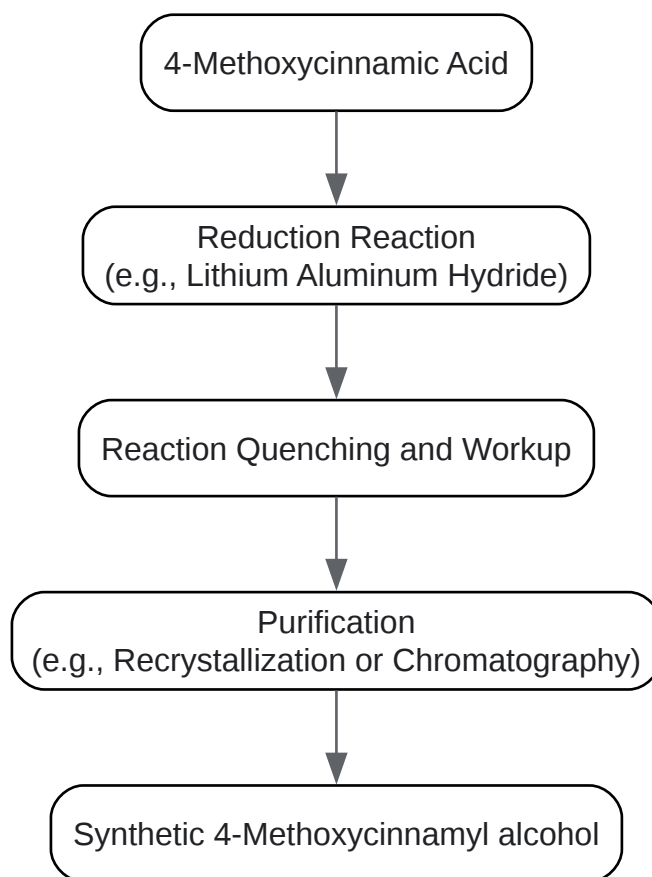 4-Methoxycinnamic Acid
Reduction Reaction
(e.g., Lithium Aluminum Hydride)
Reaction Quenching and Workup
Purification
(e.g., Recrystallization or Chromatography)
Synthetic 4-Methoxycinnamyl alcohol